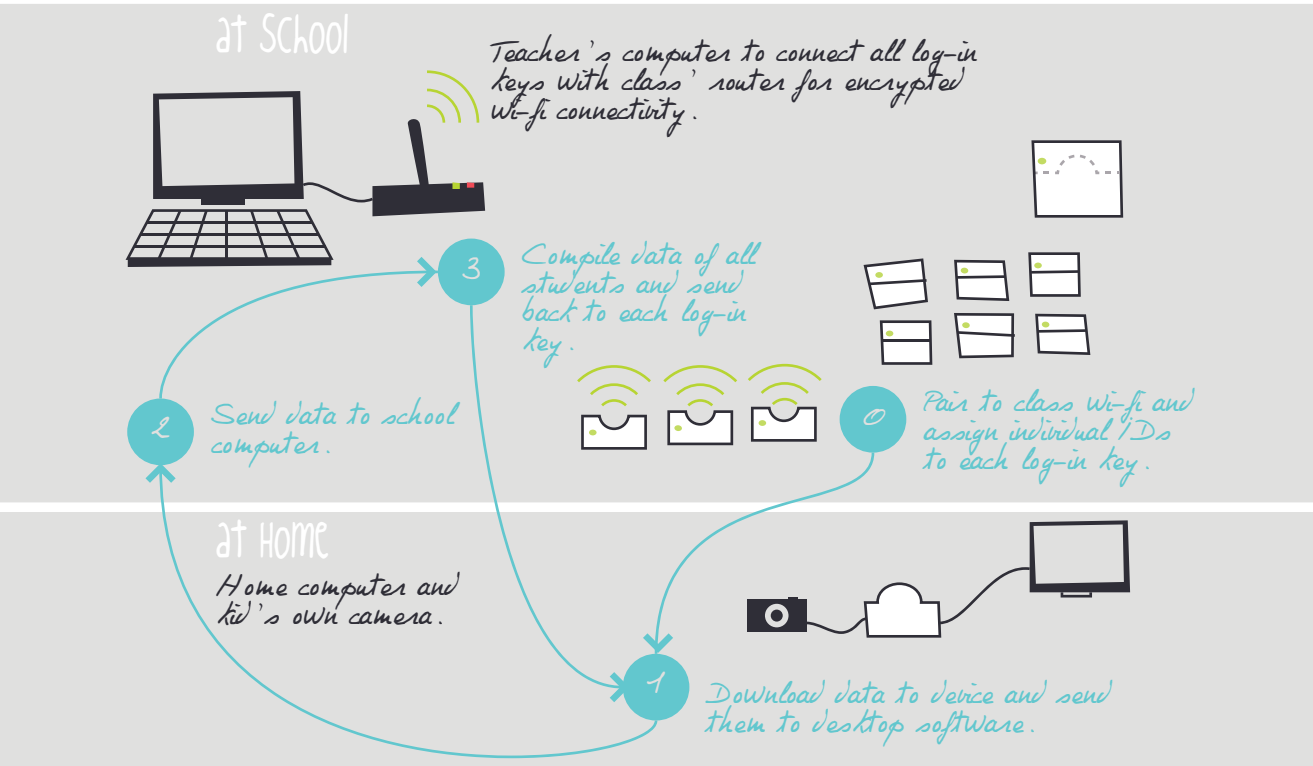 at SChool
Teacher's computer to connect all log-in
keys with class' router for encrypted
Wi-fi connectivity.
3
Compile data of all
students and send
back to each log-in
key.
2
Send data to school
computer.
0
Pair to class Wi-fi and
assign individual IDs
to each log-in key.
at HOme
Home computer and
kid's own camera.
1
Download data to device and send
them to desktop software.